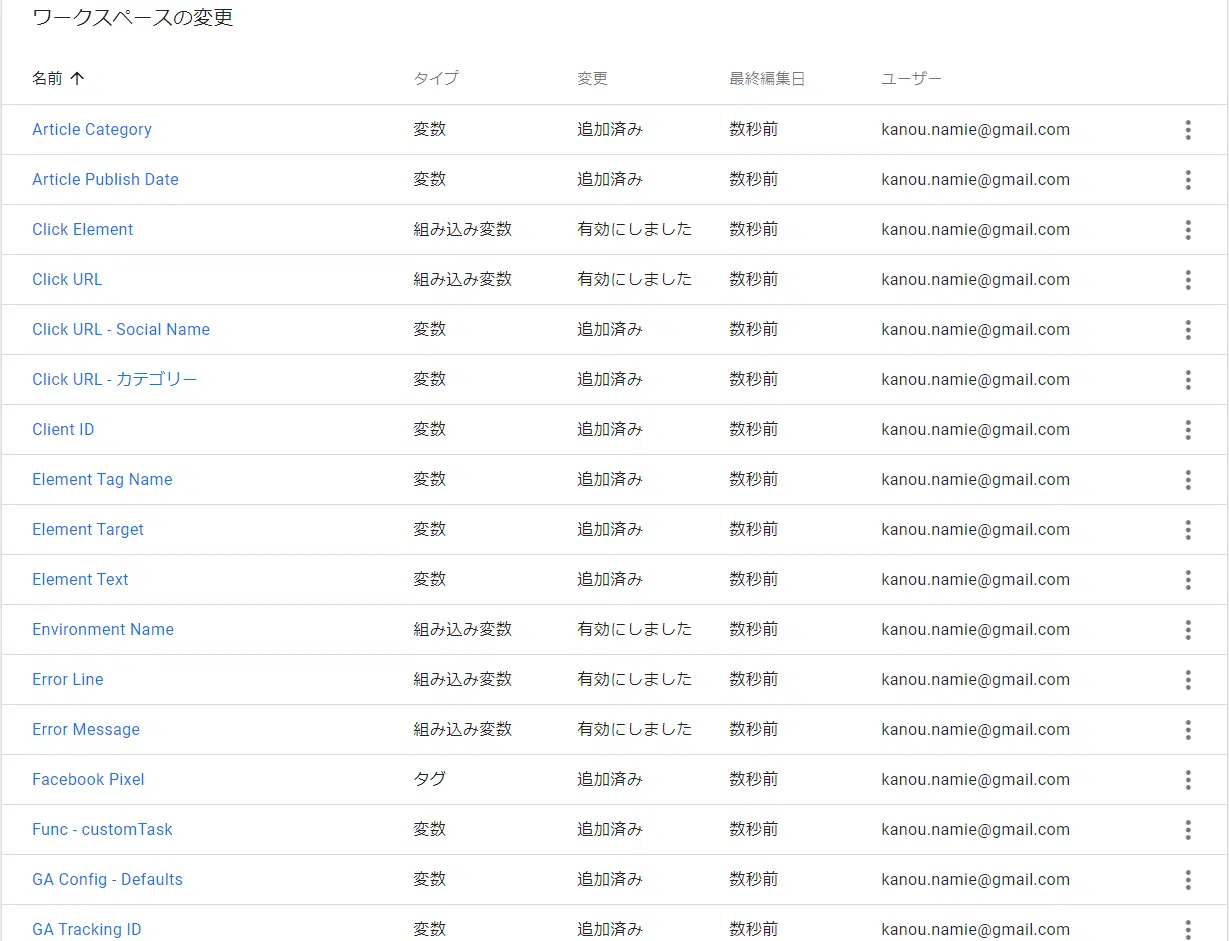 ワークスペースの変更
名前 タイプ 変更 最終編集日 ユーザー
Article Category 変数 追加済み 数秒前 kanou.namie@gmail.com
Article Publish Date 変数 追加済み 数秒前 kanou.namie@gmail.com
Click Element 組み込み変数 有効にしました 数秒前 kanou.namie@gmail.com
Click URL 組み込み変数 有効にしました 数秒前 kanou.namie@gmail.com
Click URL - Social Name 変数 追加済み 数秒前 kanou.namie@gmail.com
Click URL - カテゴリー 変数 追加済み 数秒前 kanou.namie@gmail.com
Client ID 変数 追加済み 数秒前 kanou.namie@gmail.com
Element Tag Name 変数 追加済み 数秒前 kanou.namie@gmail.com
Element Target 変数 追加済み 数秒前 kanou.namie@gmail.com
Element Text 変数 追加済み 数秒前 kanou.namie@gmail.com
Environment Name 組み込み変数 有効にしました 数秒前 kanou.namie@gmail.com
Error Line 組み込み変数 有効にしました 数秒前 kanou.namie@gmail.com
Error Message 組み込み変数 有効にしました 数秒前 kanou.namie@gmail.com
Facebook Pixel タグ 追加済み 数秒前 kanou.namie@gmail.com
Func - customTask 変数 追加済み 数秒前 kanou.namie@gmail.com
GA Config - Defaults 変数 追加済み 数秒前 kanou.namie@gmail.com
GA Tracking ID 変数 追加済み 数秒前 kanou.namie@gmail.com